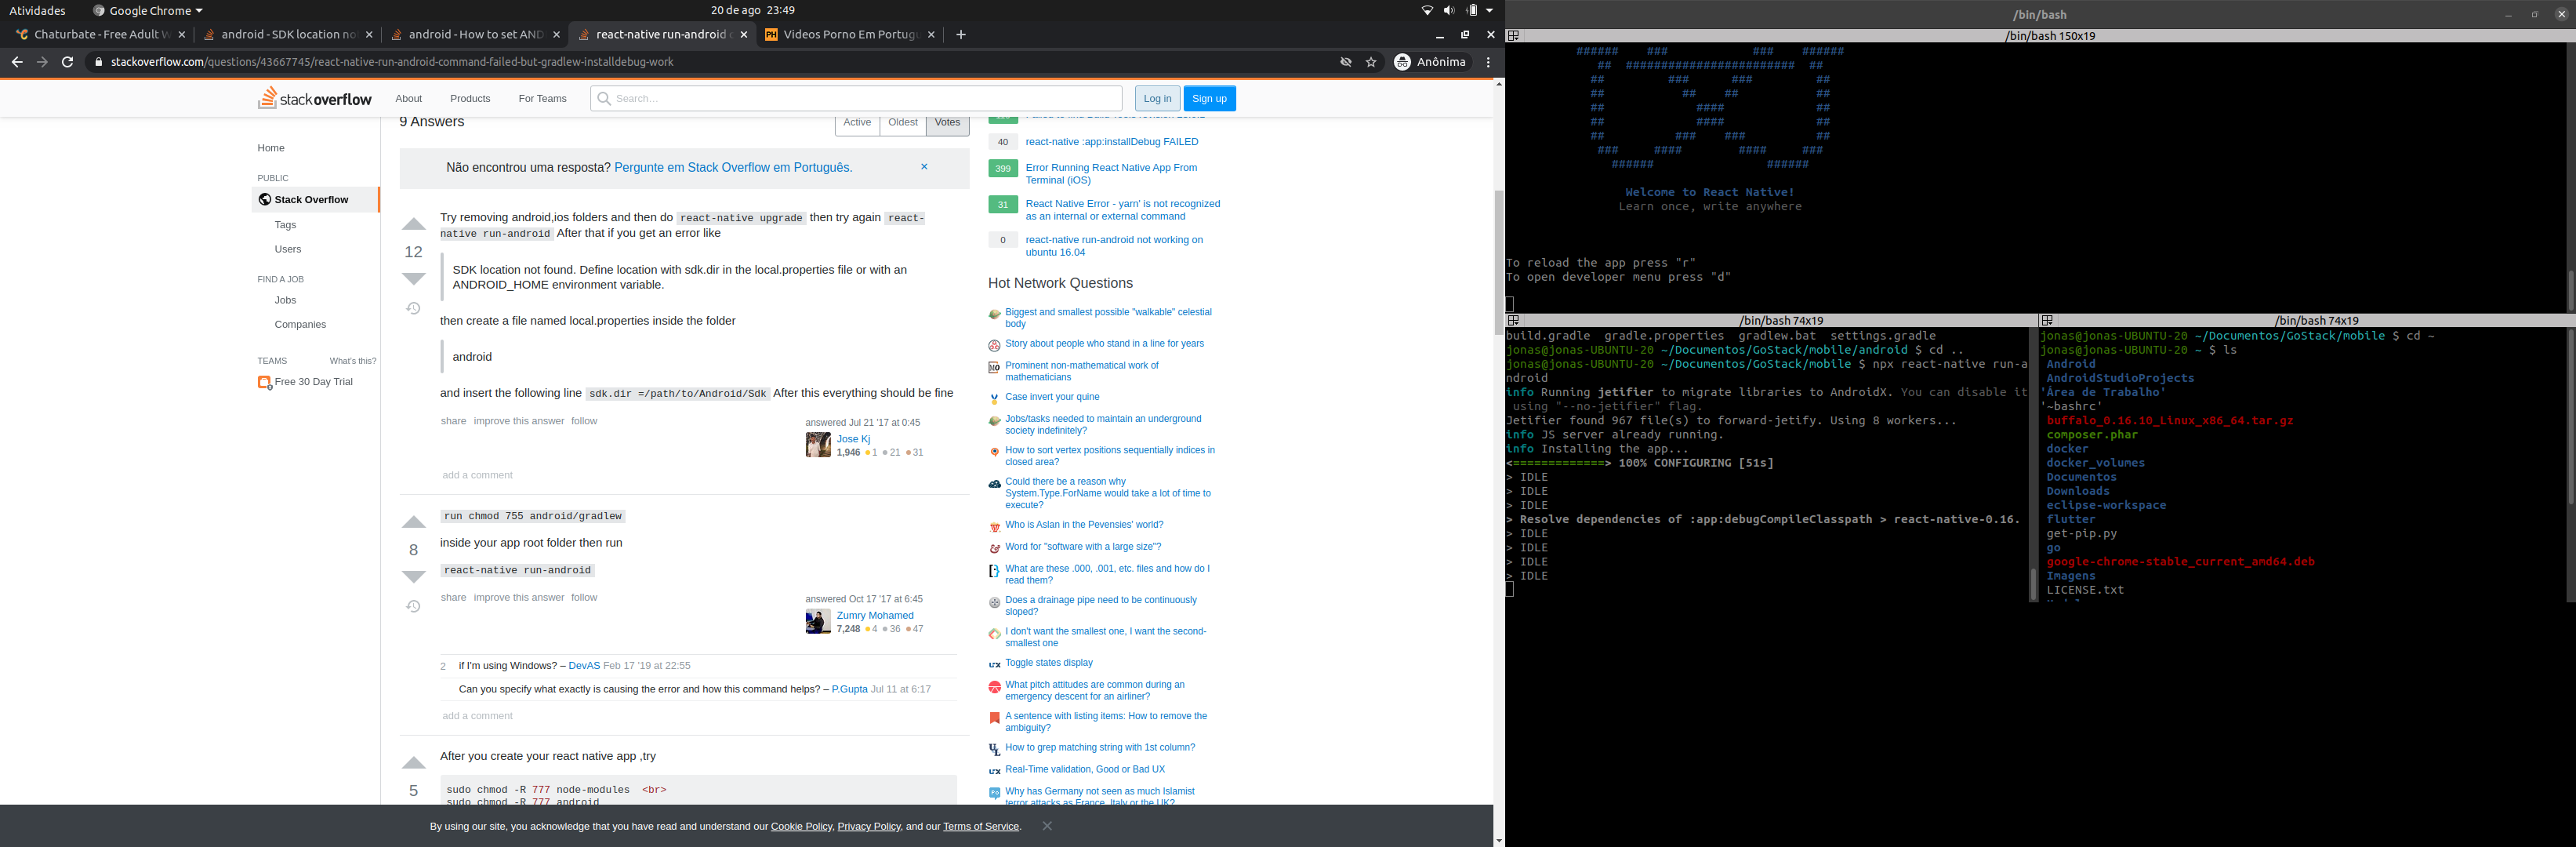 Atividades
Google Chrome
20 de ago 23:49
Chaturbate - Free Adult W
android - SDK location no
android - How to set AND
react-native run-android c
PH Videos Porno Em Portugu
stackoverflow.com/questions/43667745/react-native-run-android-command-failed-but-gradlew-installdebug-work
Anônima
stackoverflow
About
Products
For Teams
Search…
Log in
Sign up
Home
PUBLIC
Stack Overflow
Tags
Users
FIND A JOB
Jobs
Companies
TEAMS
What's this?
Free 30 Day Trial
9 Answers
Active
Oldest
Votes
Não encontrou uma resposta? Pergunte em Stack Overflow em Português.
12
Try removing android,ios folders and then do react-native upgrade then try again react-
native run-android After that if you get an error like
SDK location not found. Define location with sdk.dir in the local.properties file or with an
ANDROID_HOME environment variable.
then create a file named local.properties inside the folder
android
and insert the following line sdk.dir =/path/to/Android/Sdk After this everything should be fine
share improve this answer follow
answered Jul 21 '17 at 0:45
Jose Kj
1,946 1 21 31
add a comment
8
run chmod 755 android/gradlew
inside your app root folder then run
react-native run-android
share improve this answer follow
answered Oct 17 '17 at 6:45
Zumry Mohamed
7,248 4 36 47
2 if I'm using Windows? – DevAS Feb 17 '19 at 22:55
Can you specify what exactly is causing the error and how this command helps? – P.Gupta Jul 11 at 6:17
add a comment
5
After you create your react native app ,try
sudo chmod -R 777 node-modules <br>
sudo chmod -R 777 android
40 react-native :app:installDebug FAILED
399 Error Running React Native App From
Terminal (iOS)
31 React Native Error - yarn' is not recognized
as an internal or external command
0 react-native run-android not working on
ubuntu 16.04
Hot Network Questions
Biggest and smallest possible "walkable" celestial
body
Story about people who stand in a line for years
Prominent non-mathematical work of
mathematicians
Case invert your quine
Jobs/tasks needed to maintain an underground
society indefinitely?
How to sort vertex positions sequentially indices in
closed area?
Could there be a reason why
System.Type.ForName would take a lot of time to
execute?
Who is Aslan in the Pevensies' world?
Word for "software with a large size"?
What are these .000, .001, etc. files and how do I
read them?
Does a drainage pipe need to be continuously
sloped?
I don't want the smallest one, I want the second-
smallest one
Toggle states display
What pitch attitudes are common during an
emergency descent for an airliner?
A sentence with listing items: How to remove the
ambiguity?
How to grep matching string with 1st column?
Real-Time validation, Good or Bad UX
Why has Germany not seen as much Islamist
terror attacks as France, Italy or the UK?
By using our site, you acknowledge that you have read and understand our Cookie Policy, Privacy Policy, and our Terms of Service.
/bin/bash
/bin/bash 150x19
###### ### ### ######
## ######################## ##
## ### ### ##
## ## ## ##
## #### ##
## #### ##
## ### ### ##
### #### #### ###
###### ######
Welcome to React Native!
Learn once, write anywhere
To reload the app press "r"
To open developer menu press "d"
/bin/bash 74x19
build.gradle gradle.properties gradlew.bat settings.gradle
jonas@jonas-UBUNTU-20 ~/Documentos/GoStack/mobile/android $ cd ..
jonas@jonas-UBUNTU-20 ~/Documentos/GoStack/mobile $ npx react-native run-a
ndroid
info Running jetifier to migrate libraries to AndroidX. You can disable it
using "--no-jetifier" flag.
Jetifier found 967 file(s) to forward-jetify. Using 8 workers...
info JS server already running.
info Installing the app...
<=============> 100% CONFIGURING [51s]
> IDLE
> IDLE
> IDLE
> Resolve dependencies of :app:debugCompileClasspath > react-native-0.16.
> IDLE
> IDLE
> IDLE
> IDLE
/bin/bash 74x19
jonas@jonas-UBUNTU-20 ~/Documentos/GoStack/mobile $ cd ~
jonas@jonas-UBUNTU-20 ~ $ ls
Android
AndroidStudioProjects
'Área de Trabalho'
'~bashrc'
buffalo_0.16.10_Linux_x86_64.tar.gz
composer.phar
docker
docker_volumes
Documentos
Downloads
eclipse-workspace
flutter
get-pip.py
go
google-chrome-stable_current_amd64.deb
Imagens
LICENSE.txt